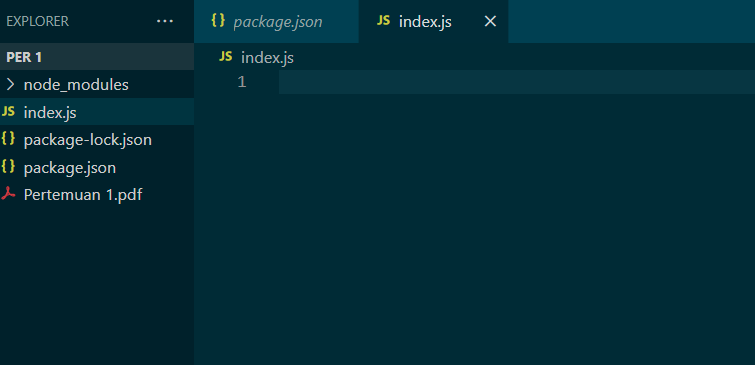 EXPLORER ···
PER 1
> node_modules
JS index.js
{} package-lock.json
{} package.json
Pertemuan 1.pdf
{} package.json JS index.js ×
JS index.js
1